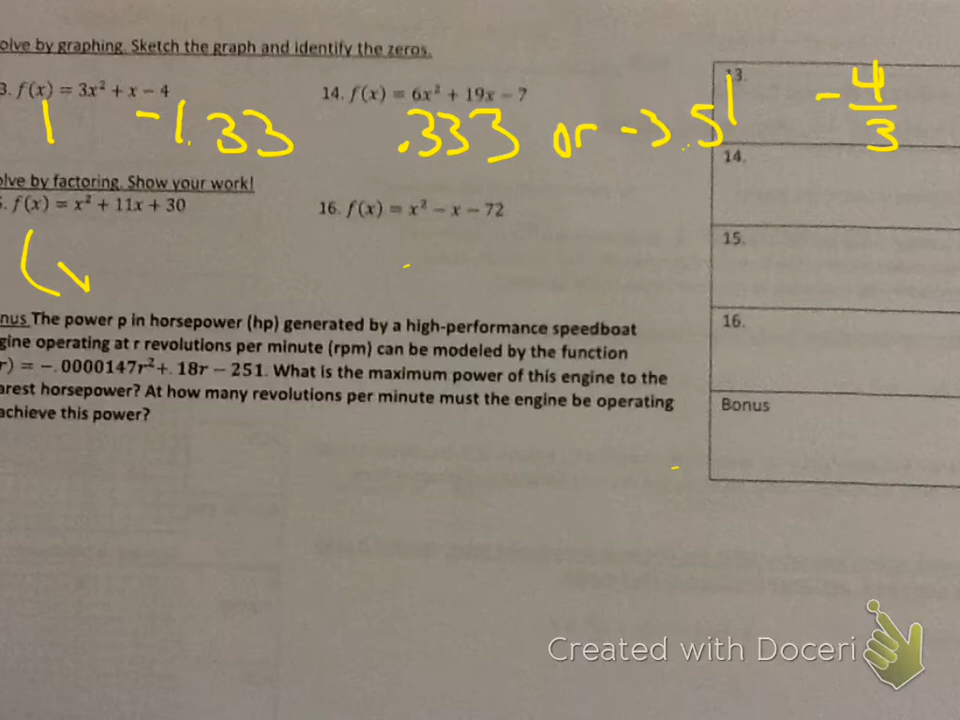 olve by graphing. Sketch the graph and identify the zeros.
3. f(x) = 3x² + x − 4
14. f(x) = 6x² + 19x − 7
13.
1 -1.33
.333 or -3.5
1 -4/3
14.
olve by factoring. Show your work!
5. f(x) = x² + 11x + 30
16. f(x) = x² − x − 72
15.
(
16.
nus The power p in horsepower (hp) generated by a high-performance speedboat
gine operating at r revolutions per minute (rpm) can be modeled by the function
r) = −.0000147r²+. 18r − 251. What is the maximum power of this engine to the
arest horsepower? At how many revolutions per minute must the engine be operating
achieve this power?
Bonus
Created with Doceri